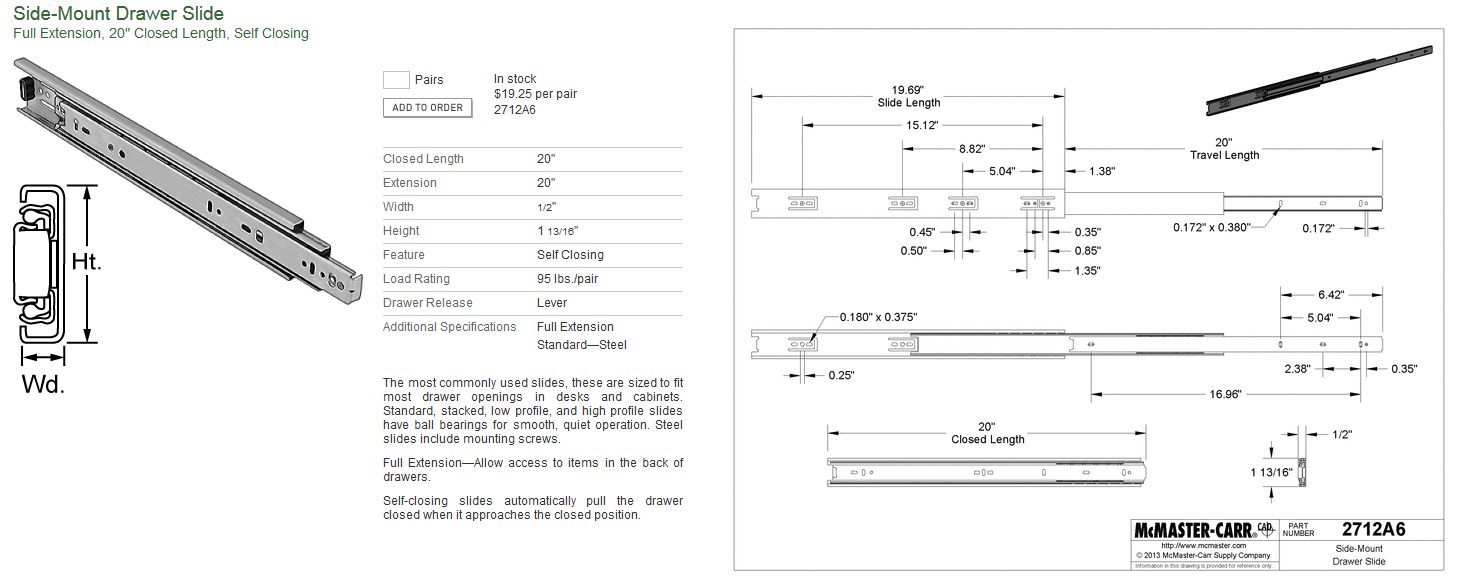 Side-Mount Drawer Slide
Full Extension, 20" Closed Length, Self Closing
Ht.
Wd.
Pairs
ADD TO ORDER
In stock
$19.25 per pair
2712A6
Closed Length 20"
Extension 20"
Width 1/2"
Height 1 13/16"
Feature Self Closing
Load Rating 95 lbs./pair
Drawer Release Lever
Additional Specifications Full Extension
Standard—Steel
The most commonly used slides, these are sized to fit
most drawer openings in desks and cabinets.
Standard, stacked, low profile, and high profile slides
have ball bearings for smooth, quiet operation. Steel
slides include mounting screws.
Full Extension—Allow access to items in the back of
drawers.
Self-closing slides automatically pull the drawer
closed when it approaches the closed position.
19.69"
Slide Length
15.12"
8.82"
5.04"
1.38"
20"
Travel Length
0.45"
0.35"
0.50"
0.85"
1.35"
0.172" x 0.380"
0.172"
6.42"
5.04"
0.180" x 0.375"
0.25"
2.38"
0.35"
16.96"
20"
Closed Length
1/2"
1 13/16"
McMASTER-CARR® CAD
http://www.mcmaster.com
© 2013 McMaster-Carr Supply Company
Information in this drawing is provided for reference only.
PART
NUMBER
2712A6
Side-Mount
Drawer Slide